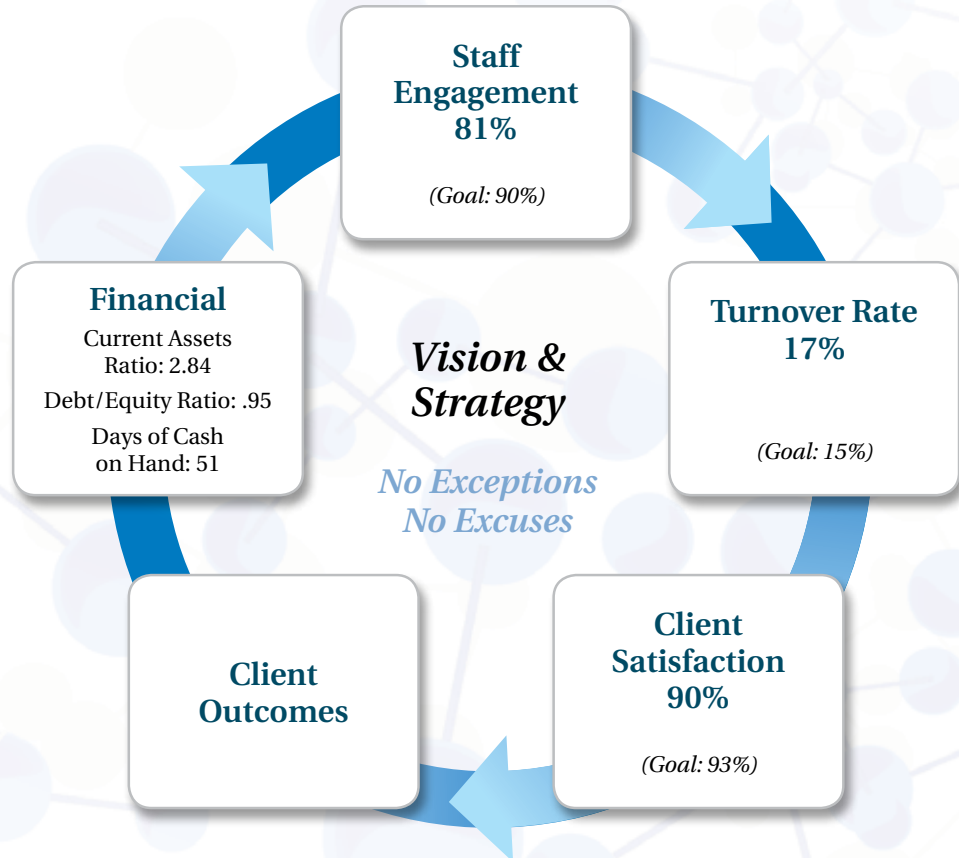 Staff
Engagement
81%
(Goal: 90%)
Turnover Rate
17%
(Goal: 15%)
Client
Satisfaction
90%
(Goal: 93%)
Client
Outcomes
Financial
Current Assets
Ratio: 2.84
Debt/Equity Ratio: .95
Days of Cash
on Hand: 51
Vision &
Strategy
No Exceptions
No Excuses